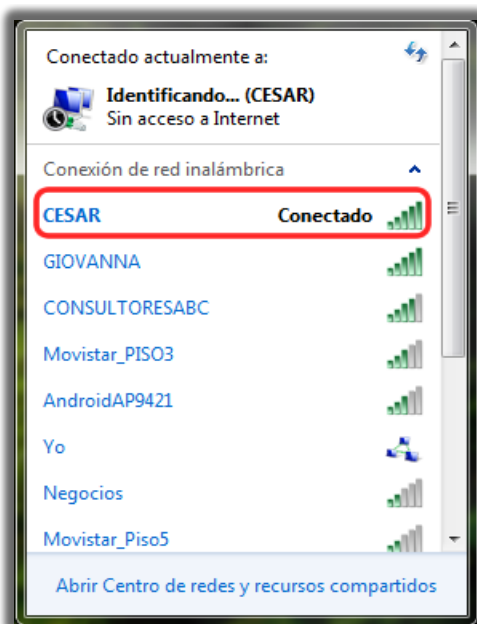 Conectado actualmente a:
Identificando... (CESAR)
Sin acceso a Internet
Conexión de red inalámbrica
CESAR Conectado
GIOVANNA
CONSULTORESABC
Movistar_PISO3
AndroidAP9421
Yo
Negocios
Movistar_Piso5
Abrir Centro de redes y recursos compartidos